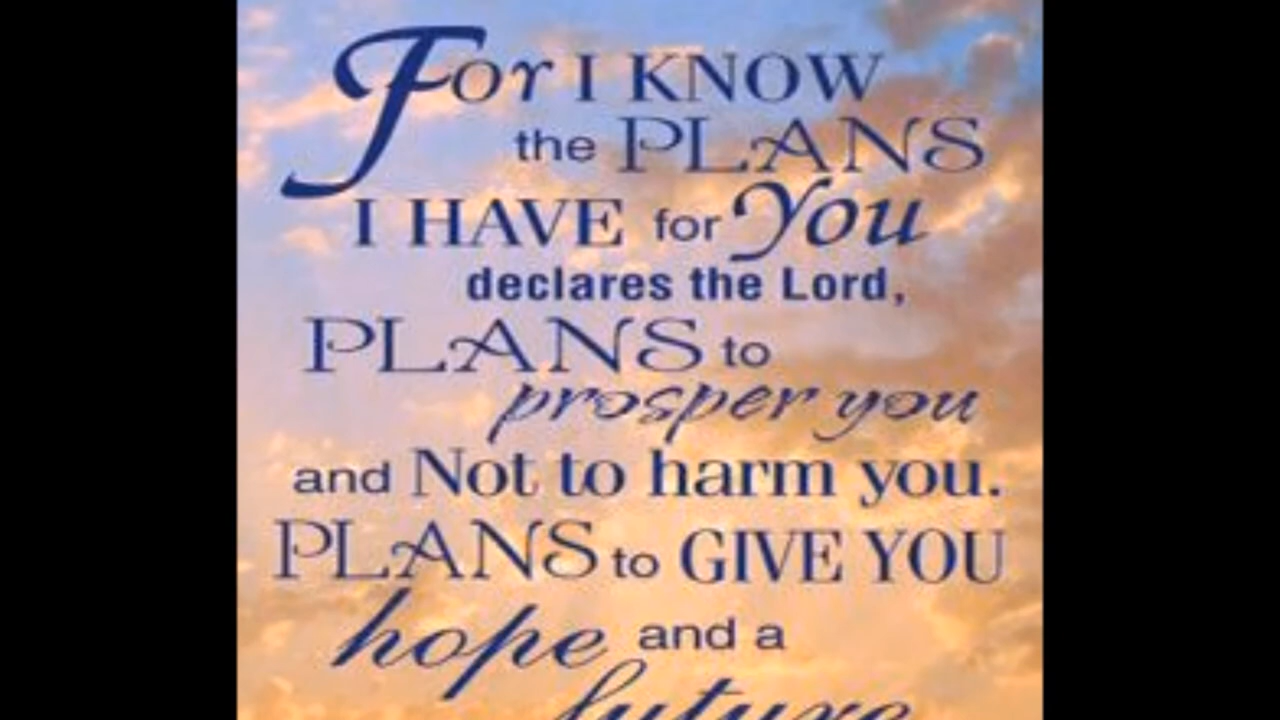 For I KNOW
the PLANS
I HAVE for You
declares the Lord,
PLANS to
prosper you
and Not to harm you.
PLANS to GIVE YOU
hope and a
future